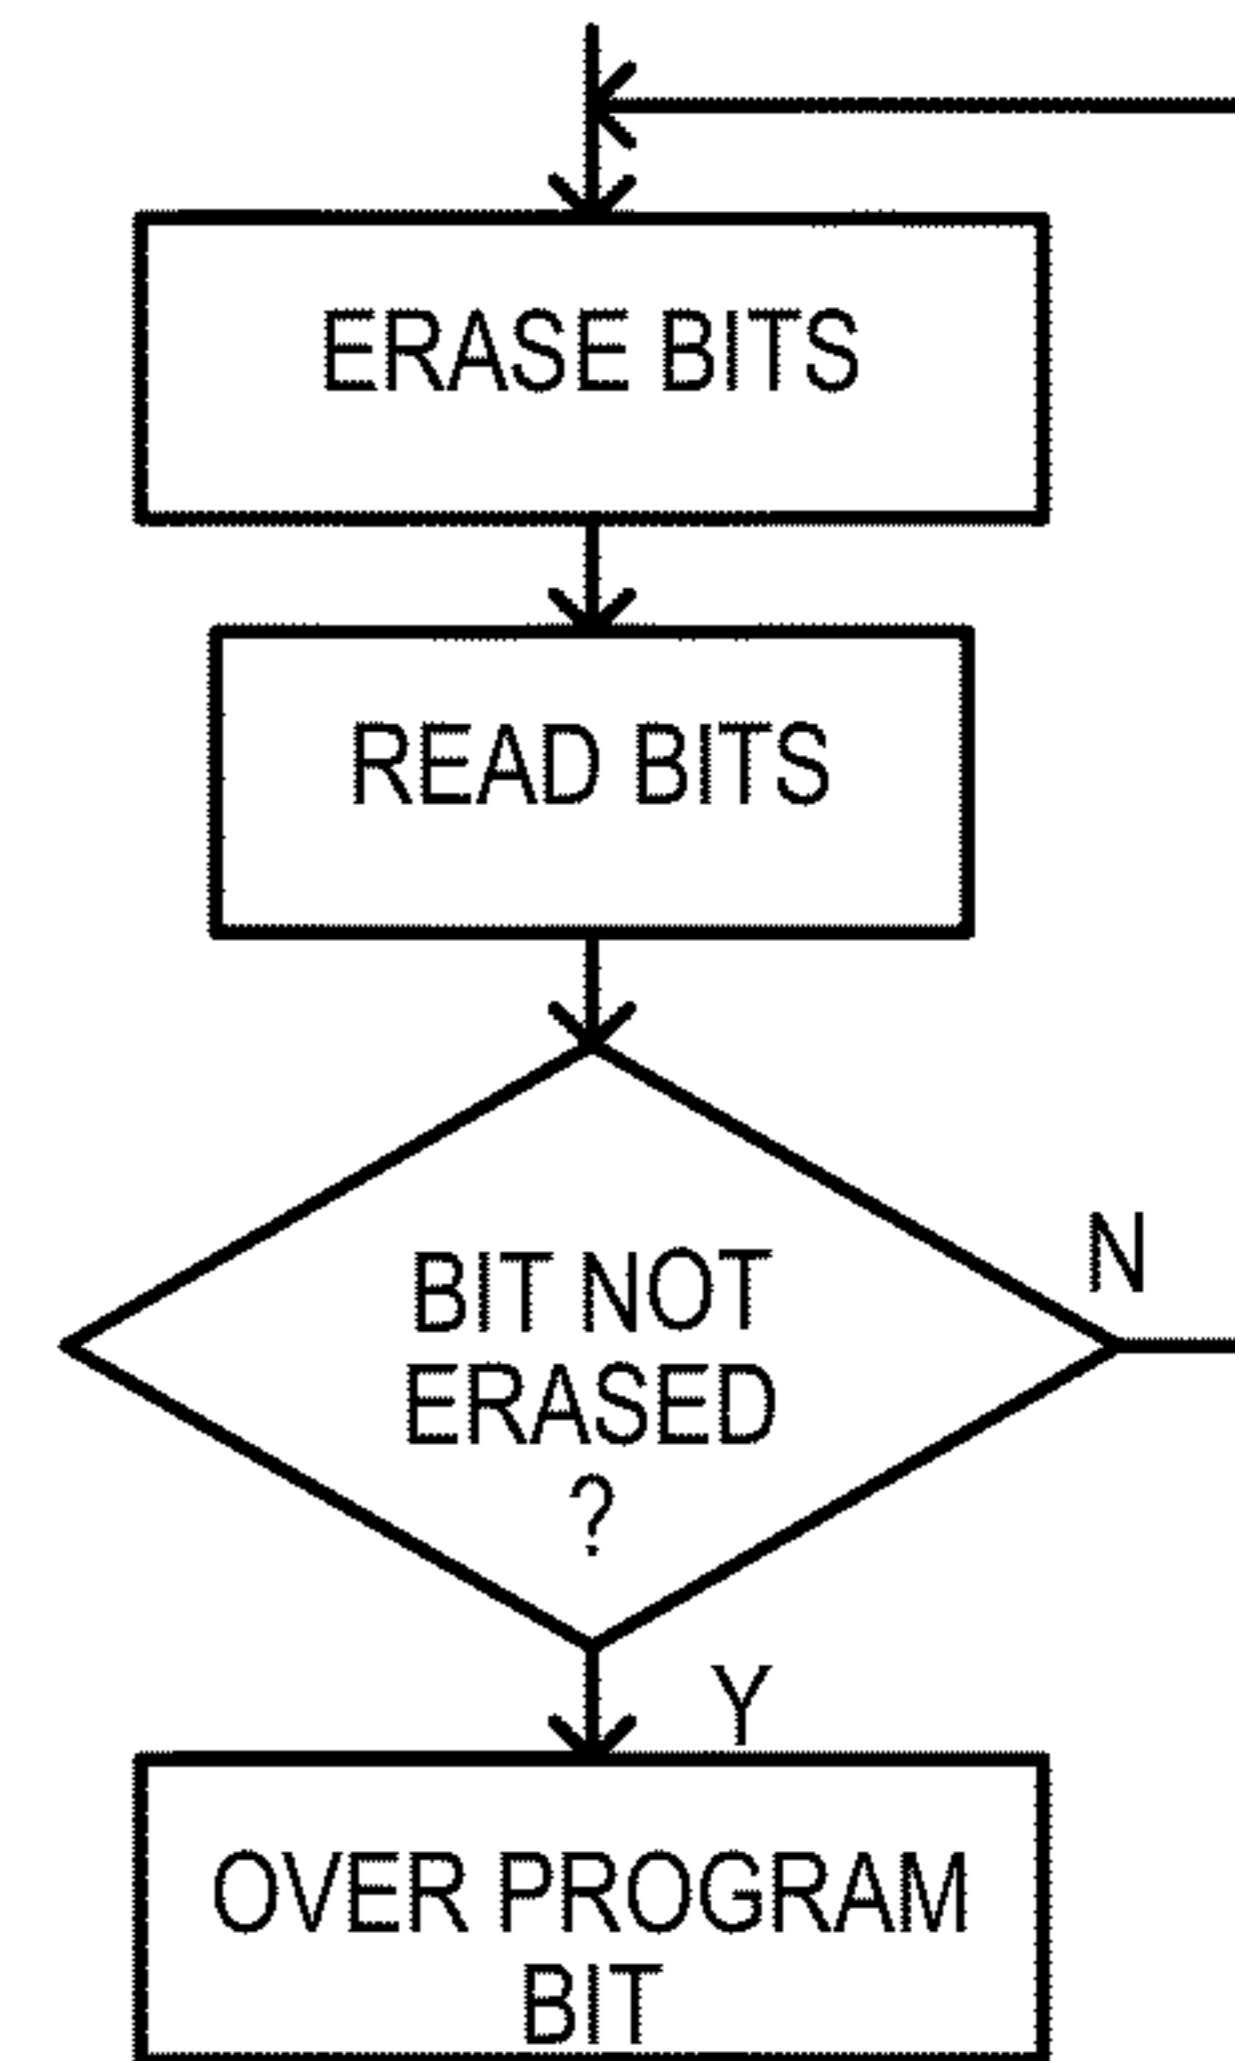 ERASE BITS
READ BITS
BIT NOT
ERASED
?
N
Y
OVER PROGRAM
BIT